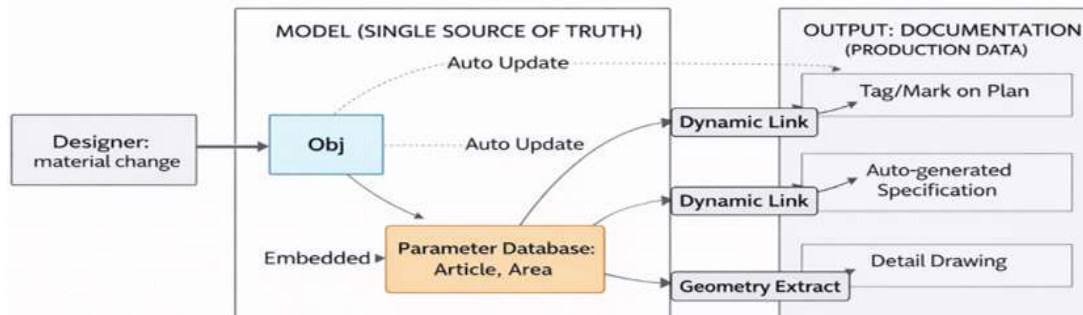 MODEL (SINGLE SOURCE OF TRUTH)
OUTPUT: DOCUMENTATION
(PRODUCTION DATA)
Auto Update
Tag/Mark on Plan
Designer:
material change
Obj
Auto Update
Dynamic Link
Auto-generated
Specification
Dynamic Link
Embedded
Parameter Database:
Article, Area
Detail Drawing
Geometry Extract